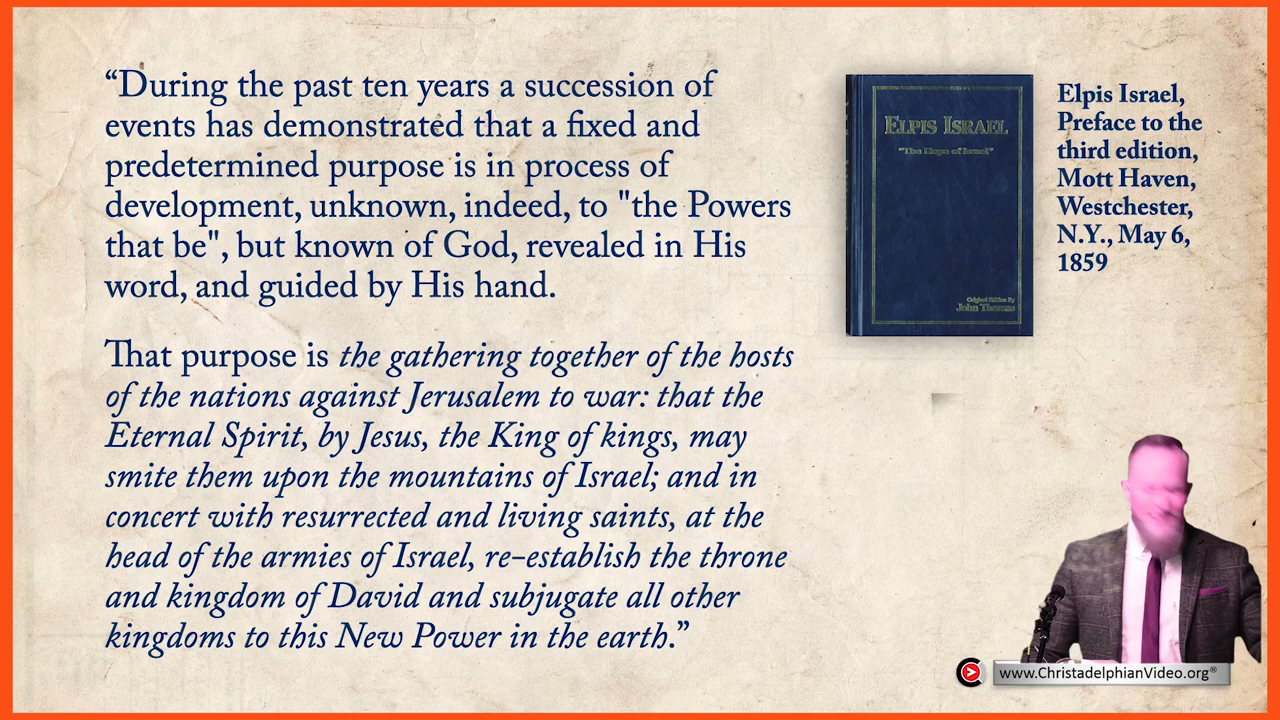 “During the past ten years a succession of
events has demonstrated that a fixed and
predetermined purpose is in process of
development, unknown, indeed, to "the Powers
that be", but known of God, revealed in His
word, and guided by His hand.
That purpose is the gathering together of the hosts
of the nations against Jerusalem to war: that the
Eternal Spirit, by Jesus, the King of kings, may
smite them upon the mountains of Israel; and in
concert with resurrected and living saints, at the
head of the armies of Israel, re-establish the throne
and kingdom of David and subjugate all other
kingdoms to this New Power in the earth.”
ELPIS ISRAEL
"The Hope of Israel"
Original Edition By
John Thomas
Elpis Israel,
Preface to the
third edition,
Mott Haven,
Westchester,
N.Y., May 6,
1859
www.ChristadelphianVideo.org®